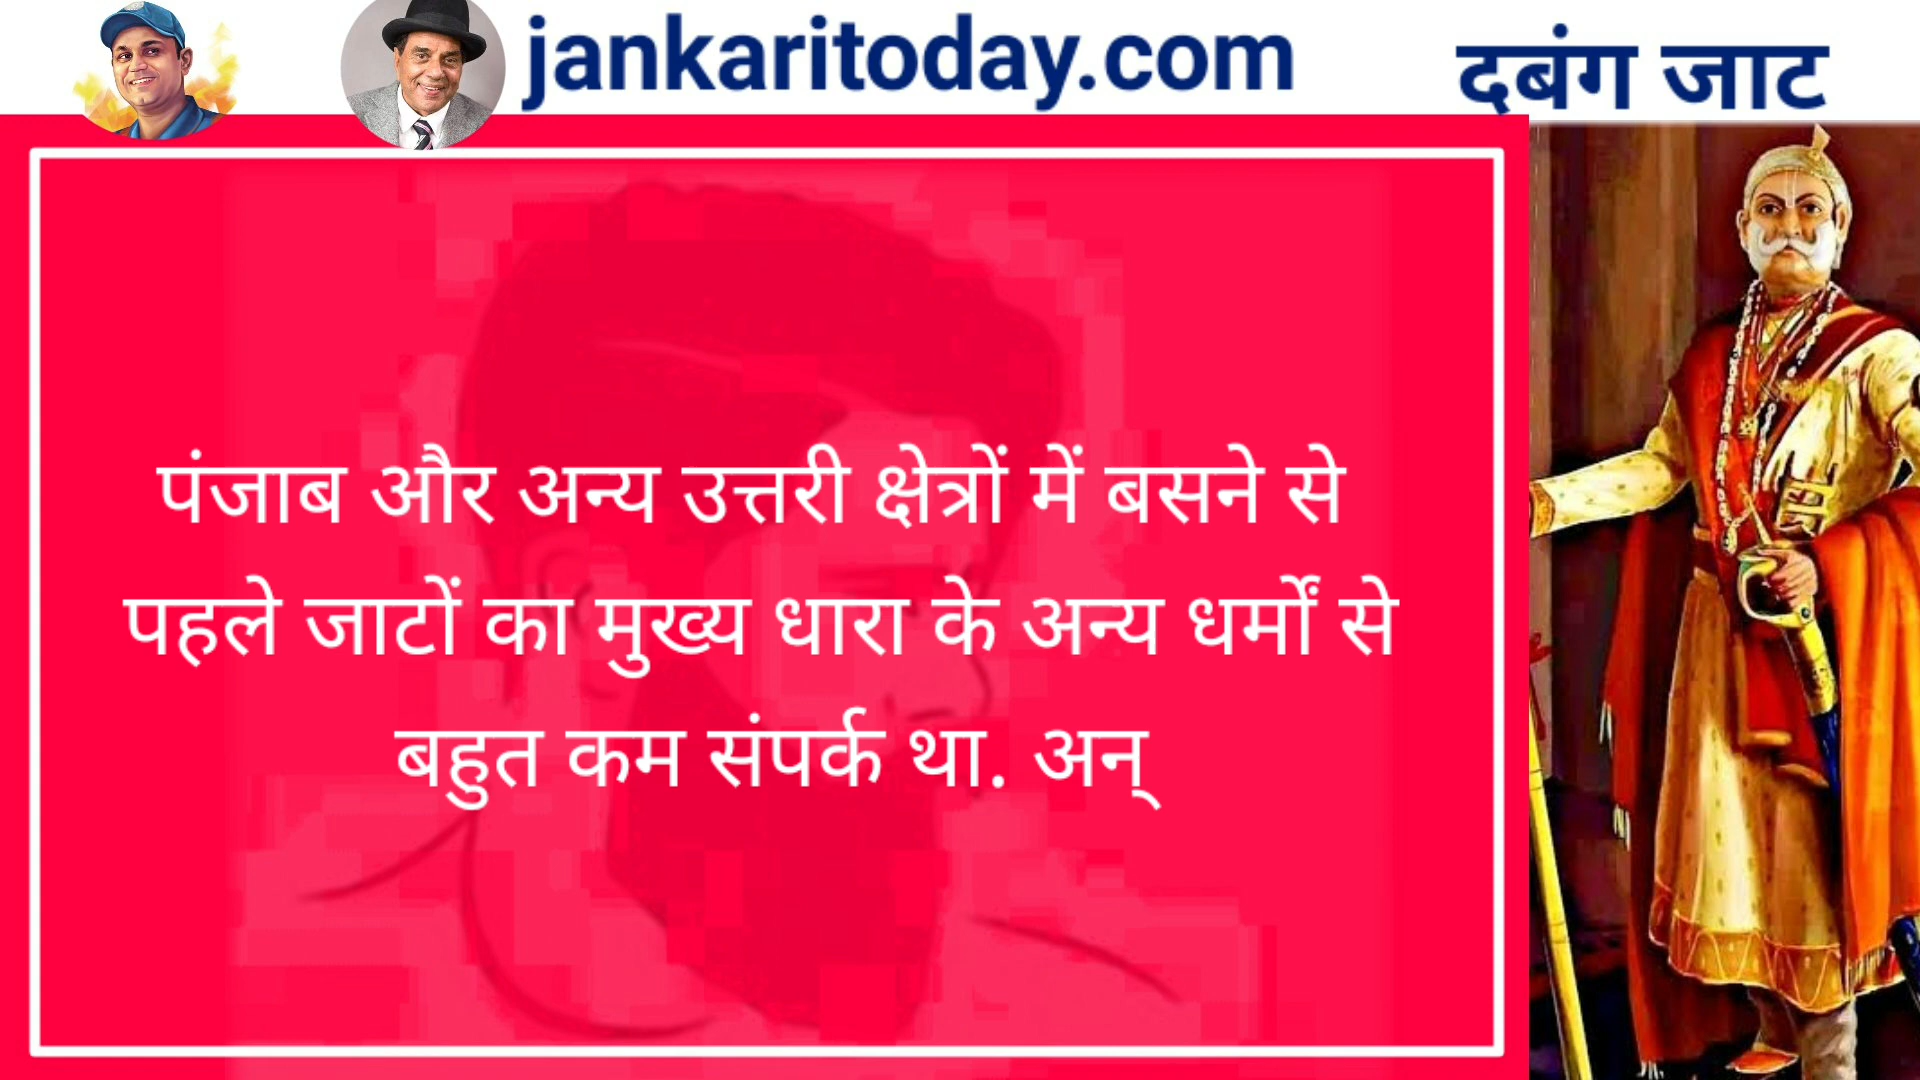 jankaritoday.com
दबंग जाट
पंजाब और अन्य उत्तरी क्षेत्रों में बसने से
पहले जाटों का मुख्य धारा के अन्य धर्मों से
बहुत कम संपर्क था. अन्